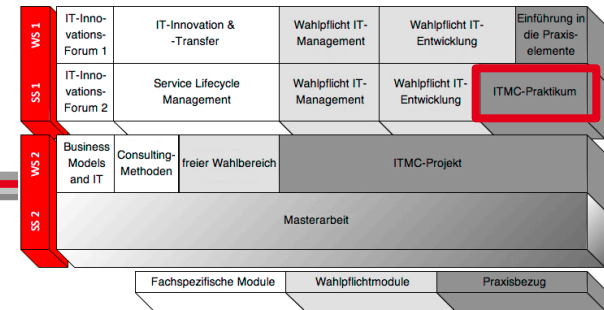 WS 1
IT-Inno-
vations-
Forum 1
IT-Innovation &
-Transfer
Wahlpflicht IT-
Management
Wahlpflicht IT-
Entwicklung
Einführung in
die Praxis-
elemente
SS 1
IT-Inno-
vations-
Forum 2
Service Lifecycle
Management
Wahlpflicht IT-
Management
Wahlpflicht IT-
Entwicklung
ITMC-Praktikum
WS 2
Business
Models
and IT
Consulting-
Methoden
freier Wahlbereich
ITMC-Projekt
SS 2
Masterarbeit
Fachspezifische Module
Wahlpflichtmodule
Praxisbezug